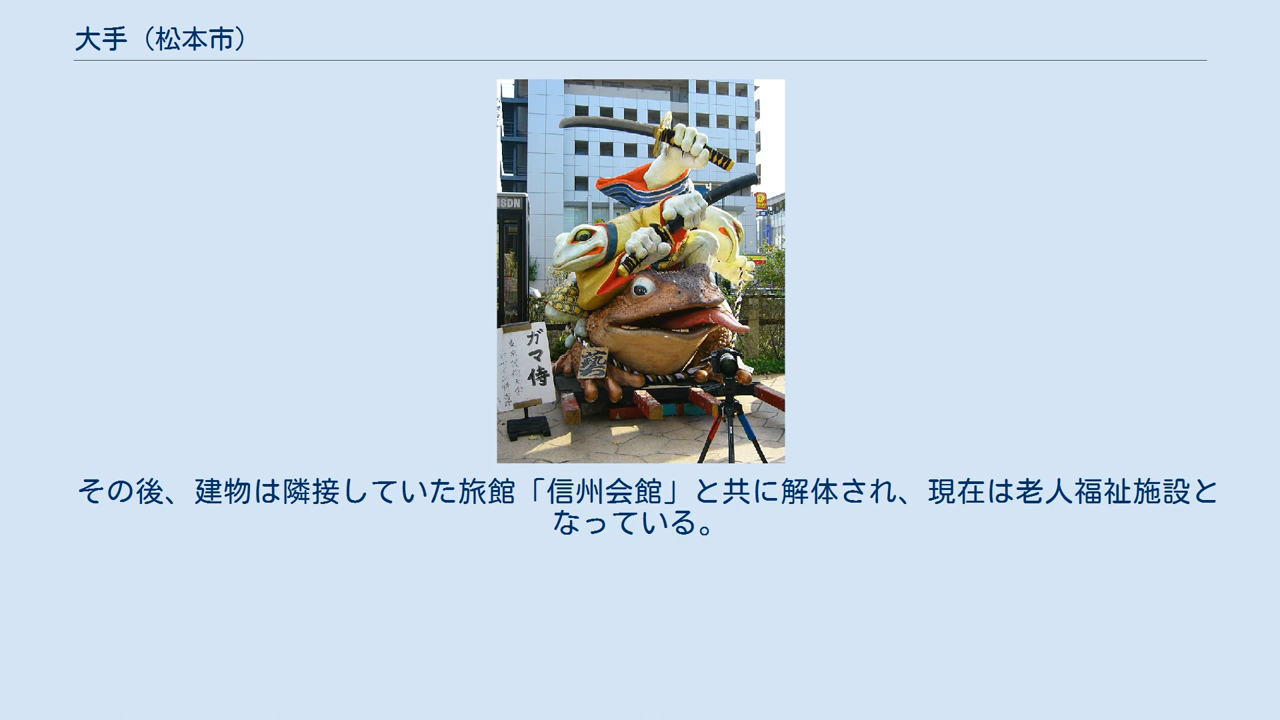 大手（松本市）
ISDN
ガマ侍
藝
その後、建物は隣接していた旅館「信州会館」と共に解体され、現在は老人福祉施設と
なっている。